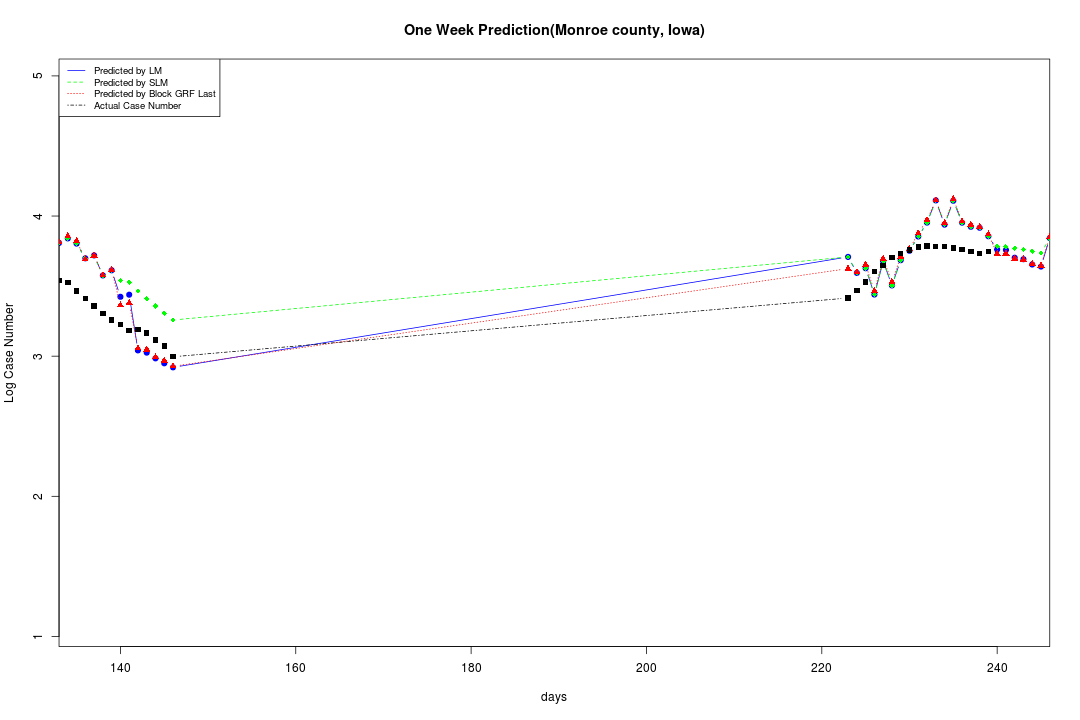 One Week Prediction(Monroe county, Iowa)
Predicted by LM
Predicted by SLM
Predicted by Block GRF Last
Actual Case Number
5
4
3
2
1
Log Case Number
140 160 180 200 220 240
days